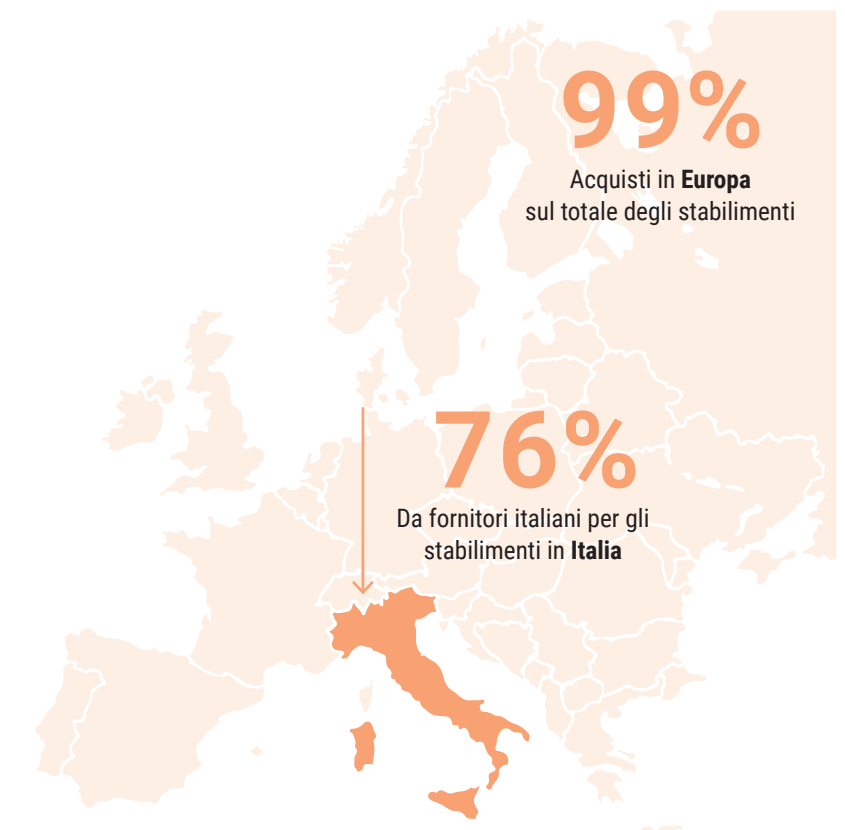 99%
Acquisti in Europa
sul totale degli stabilimenti
76%
Da fornitori italiani per gli
stabilimenti in Italia